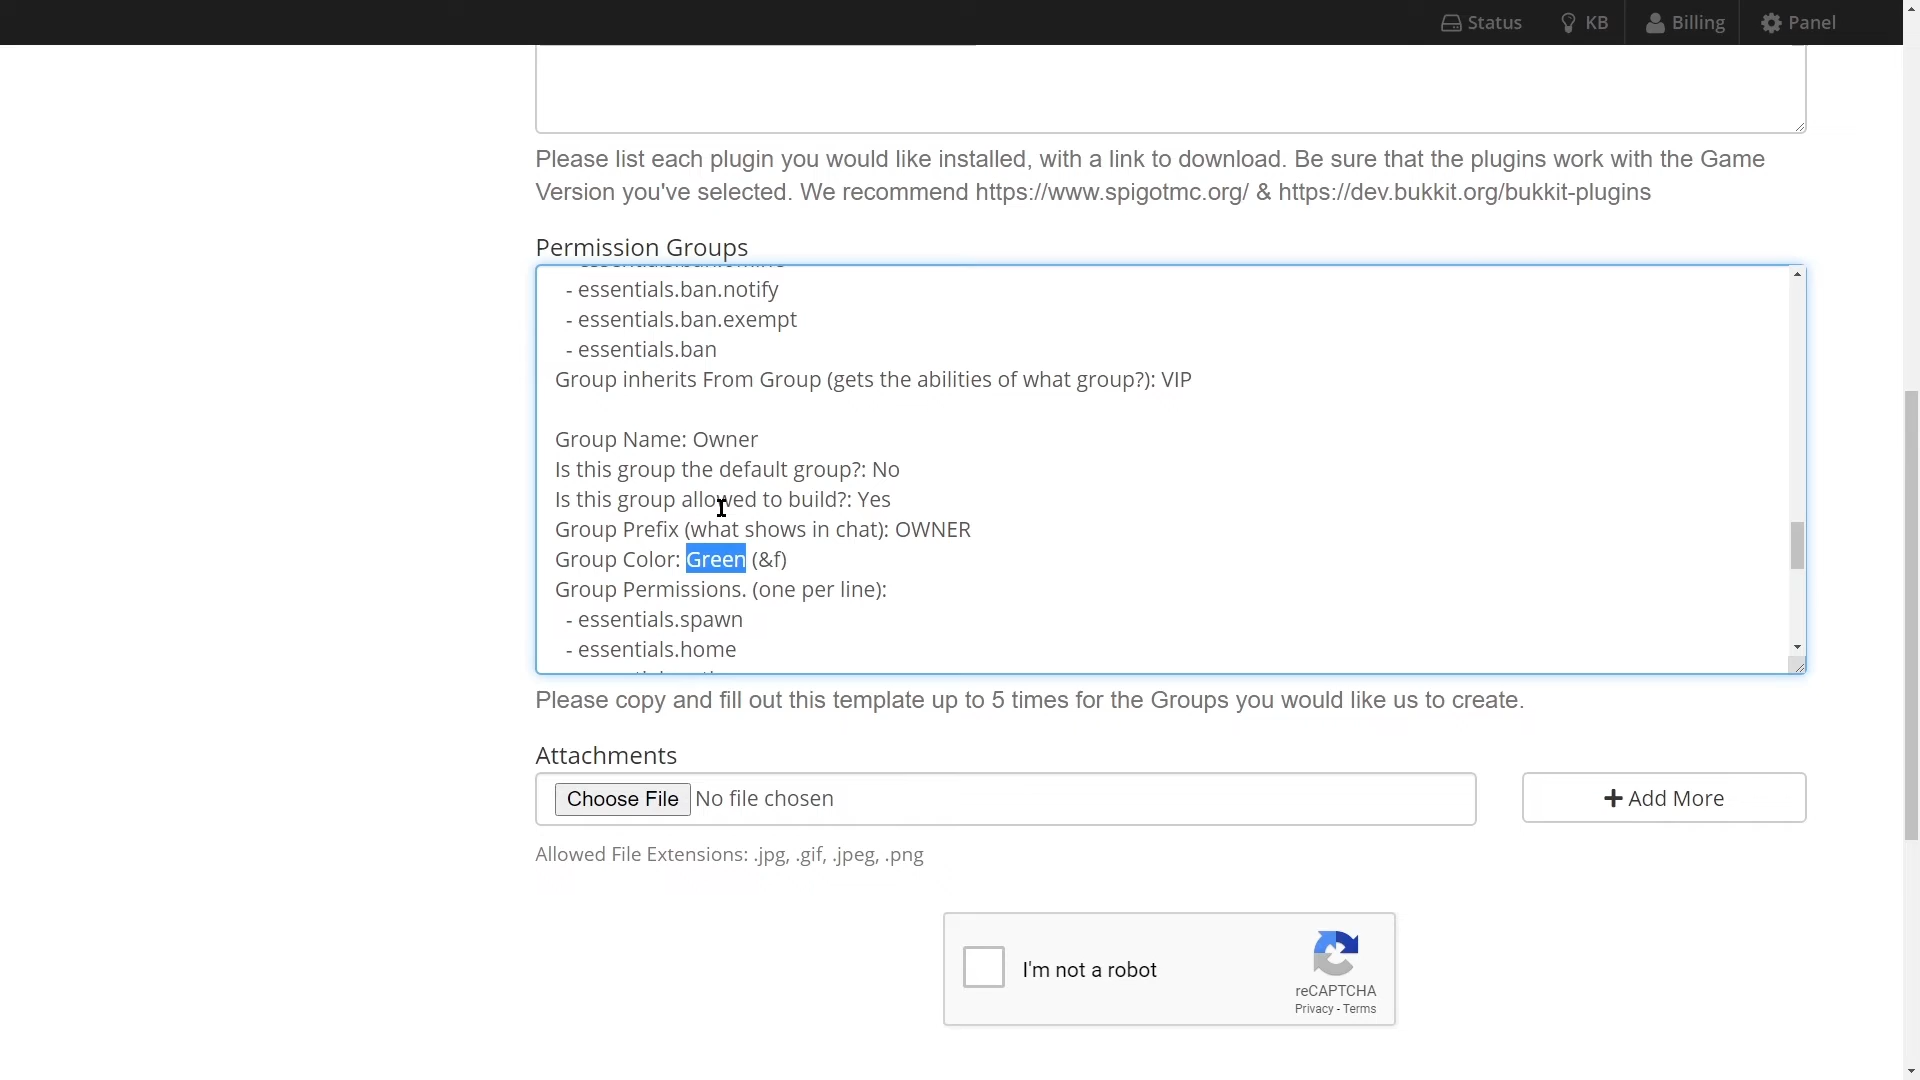 Status KB Billing Panel
Please list each plugin you would like installed, with a link to download. Be sure that the plugins work with the Game
Version you've selected. We recommend https://www.spigotmc.org/ & https://dev.bukkit.org/bukkit-plugins
Permission Groups
- essentials.ban.notify
- essentials.ban.exempt
- essentials.ban
Group inherits From Group (gets the abilities of what group?): VIP
Group Name: Owner
Is this group the default group?: No
Is this group allowed to build?: Yes
Group Prefix (what shows in chat): OWNER
Group Color: Green (&f)
Group Permissions. (one per line):
- essentials.spawn
- essentials.home
Please copy and fill out this template up to 5 times for the Groups you would like us to create.
Attachments
Choose File No file chosen
+ Add More
Allowed File Extensions: .jpg, .gif, .jpeg, .png
I'm not a robot
reCAPTCHA
Privacy - Terms